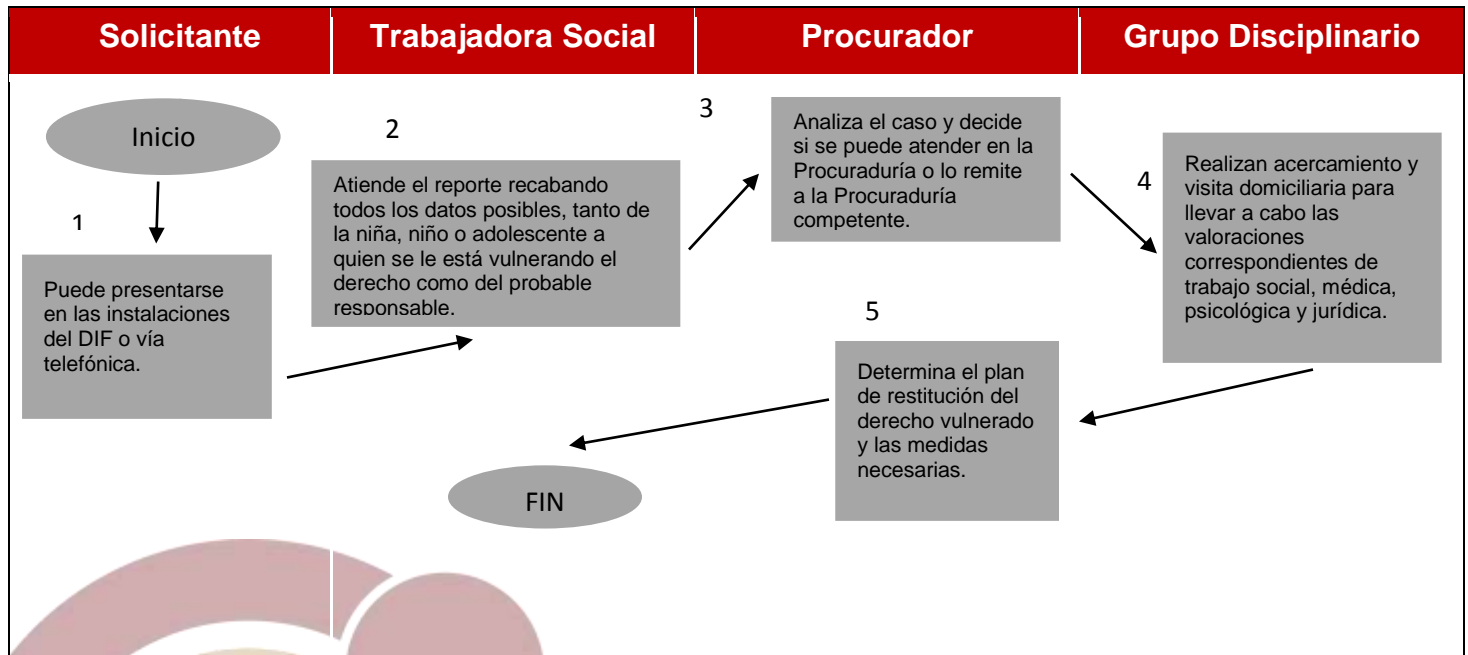 Solicitante
Trabajadora Social
Procurador
Grupo Disciplinario
Inicio
1
Puede presentarse
en las instalaciones
del DIF o vía
telefónica.
2
Atiende el reporte recabando
todos los datos posibles, tanto de
la niña, niño o adolescente a
quien se le está vulnerando el
derecho como del probable
responsable.
3
Analiza el caso y decide
si se puede atender en la
Procuraduría o lo remite
a la Procuraduría
competente.
4
Realizan acercamiento y
visita domiciliaria para
llevar a cabo las
valoraciones
correspondientes de
trabajo social, médica,
psicológica y jurídica.
5
Determina el plan
de restitución del
derecho vulnerado
y las medidas
necesarias.
FIN